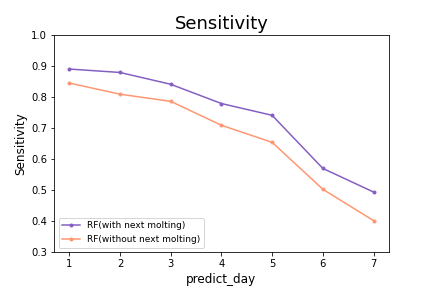 Sensitivity
1.0
0.9
0.8
0.7
0.6
0.5
0.4
0.3
Sensitivity
RF(with next molting)
RF(without next molting)
1 2 3 4 5 6 7
predict_day